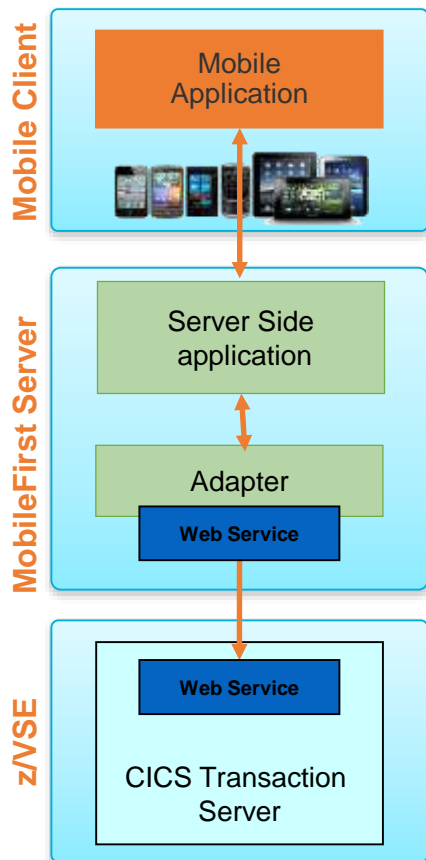 Mobile Client
Mobile
Application
MobileFirst Server
Server Side
application
Adapter
Web Service
z/VSE
Web Service
CICS Transaction
Server